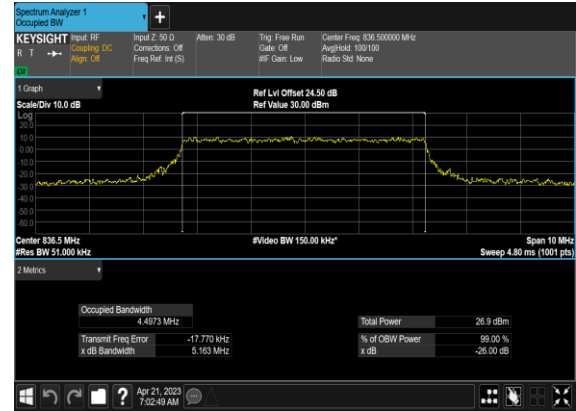 Spectrum Analyzer 1
Occupied BW
+
KEYSIGHT Input: RF Input Z: 50 Ω Atten: 30 dB Trig: Free Run Center Freq: 836.500000 MHz
R T Coupling: DC Corrections: Off Gate: Off Avg|Hold: 100/100
Align: Off Freq Ref: Int (S) #IF Gain: Low Radio Std: None
LV
1 Graph Ref Lvl Offset 24.50 dB
Scale/Div 10.0 dB Ref Value 30.00 dBm
Log
20.0
10.0
0.00
-10.0
-20.0
-30.0
-40.0
-50.0
-60.0
Center 836.5 MHz #Video BW 150.00 kHz* Span 10 MHz
#Res BW 51.000 kHz Sweep 4.80 ms (1001 pts)
2 Metrics
Occupied Bandwidth
4.4973 MHz Total Power 26.9 dBm
Transmit Freq Error -17.770 kHz % of OBW Power 99.00 %
x dB Bandwidth 5.163 MHz x dB -26.00 dB
? Apr 21, 2023
7:02:49 AM